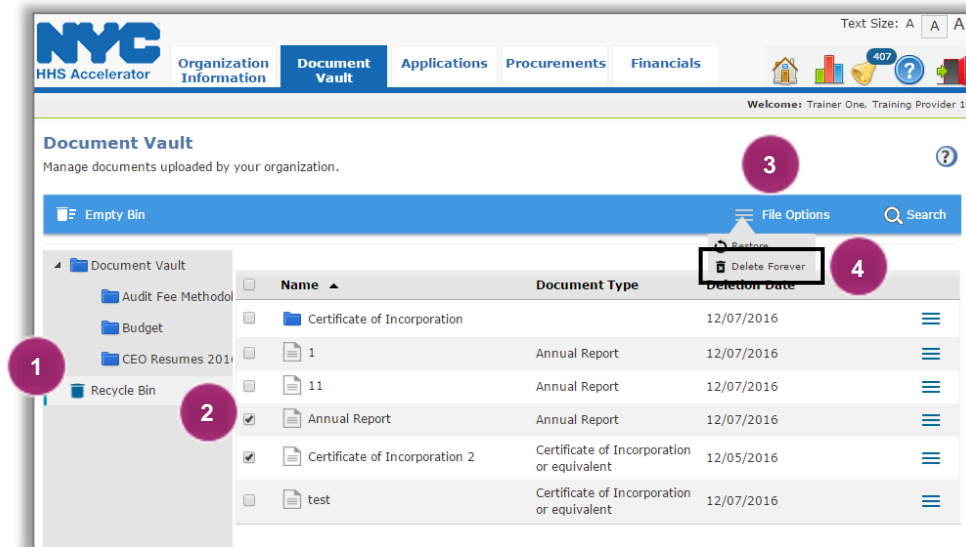 Text Size: A A A
NYC
HHS Accelerator
Organization Information
Document Vault
Applications
Procurements
Financials
407
?
Welcome: Trainer One, Training Provider 1
Document Vault
Manage documents uploaded by your organization.
?
3
Empty Bin
File Options
Search
Restore
Delete Forever
4
Document Vault
Audit Fee Methodol
Budget
CEO Resumes 201
Recycle Bin
1
2
Name Document Type Deletion Date
Certificate of Incorporation 12/07/2016
1 Annual Report 12/07/2016
11 Annual Report 12/07/2016
Annual Report Annual Report 12/07/2016
Certificate of Incorporation 2 Certificate of Incorporation or equivalent 12/05/2016
test Certificate of Incorporation or equivalent 12/07/2016